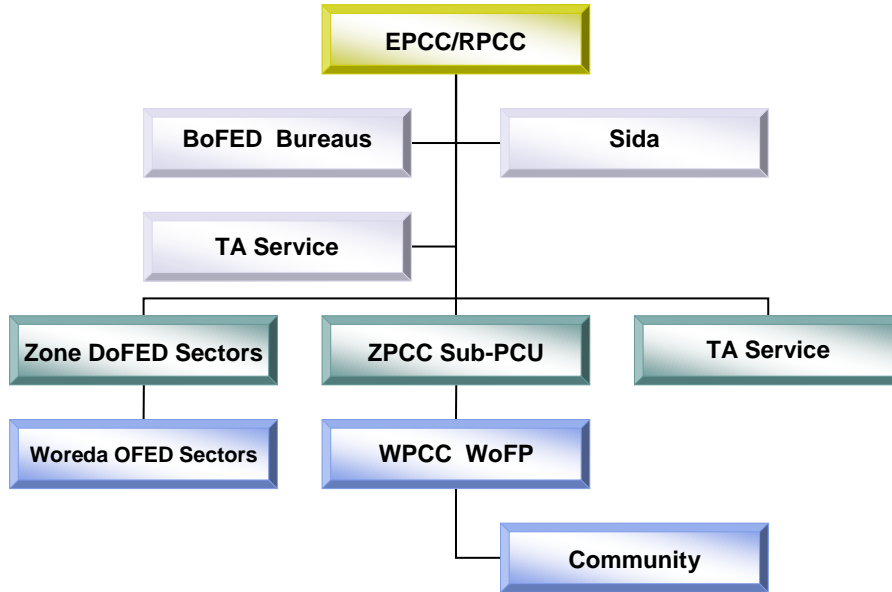 EPCC/RPCC
BoFED Bureaus
Sida
TA Service
Zone DoFED Sectors
ZPCC Sub-PCU
TA Service
Woreda OFED Sectors
WPCC WoFP
Community